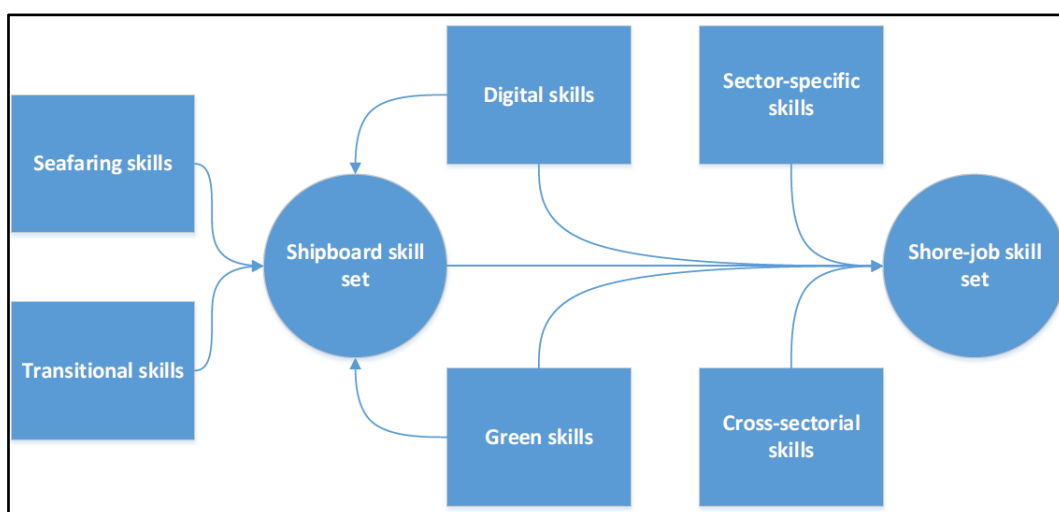 Seafaring skills
Transitional skills
Shipboard skill
set
Digital skills
Green skills
Sector-specific
skills
Cross-sectorial
skills
Shore-job skill
set